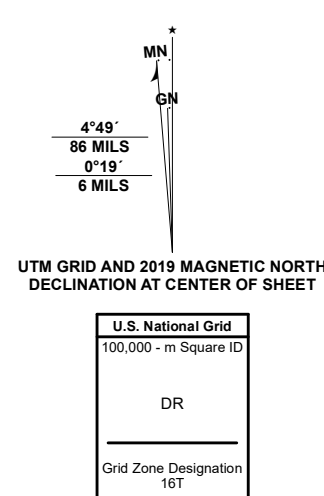 ★
MN
GN
4°49´
86 MILS
0°19´
6 MILS
UTM GRID AND 2019 MAGNETIC NORTH
DECLINATION AT CENTER OF SHEET
U.S. National Grid
100,000 - m Square ID
DR
Grid Zone Designation
16T